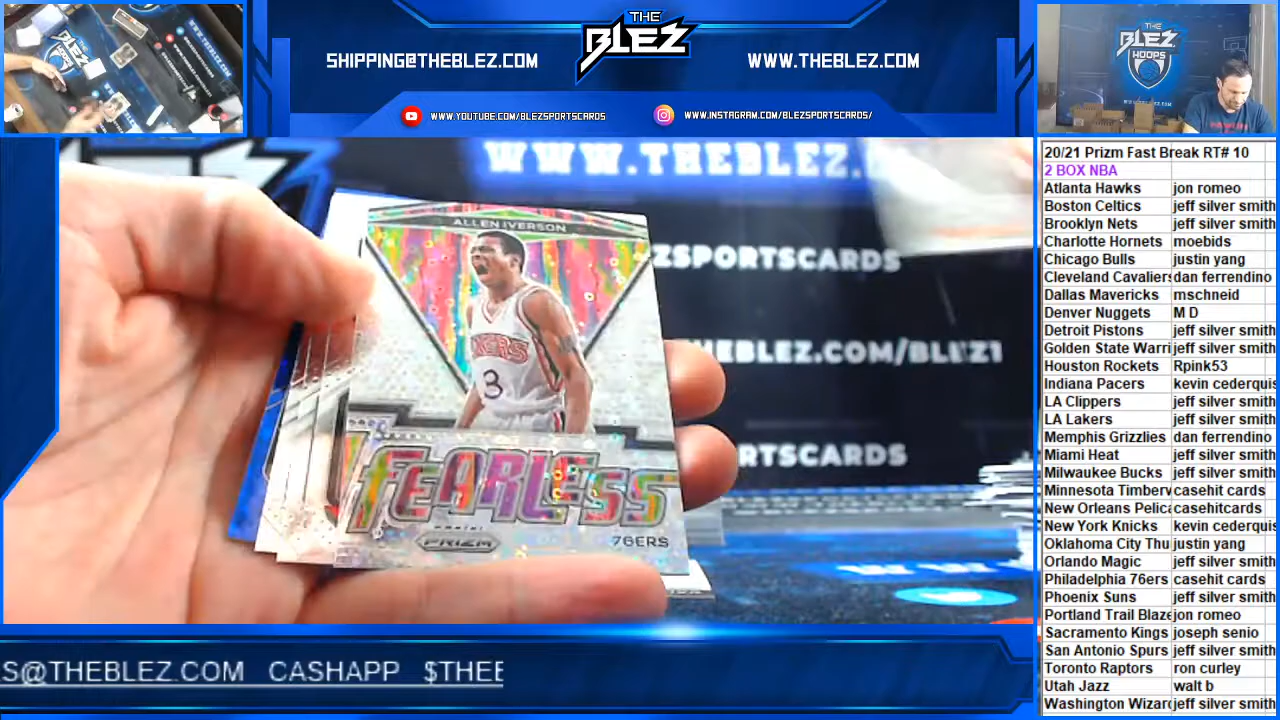 THE
BLEZ
SHIPPING@THEBLEZ.COM
WWW.THEBLEZ.COM
WWW.YOUTUBE.COM/BLEZSPORTSCARDS
WWW.INSTAGRAM.COM/BLEZSPORTSCARDS/
THE
BLEZ
HOOPS
WWW.THEBLEZ.
ZSPORTSCARDS
HEBLEZ.COM/BLEZ1
RTSCARDS
ALLEN IVERSON
3
FEARLESS
PANINI
PRIZM
76ERS
S@THEBLEZ.COM CASHAPP $THEB
20/21 Prizm Fast Break RT# 10
2 BOX NBA
Atlanta Hawks jon romeo
Boston Celtics jeff silver smith
Brooklyn Nets jeff silver smith
Charlotte Hornets moebids
Chicago Bulls justin yang
Cleveland Cavaliers dan ferrendino
Dallas Mavericks mschneid
Denver Nuggets M D
Detroit Pistons jeff silver smith
Golden State Warri jeff silver smith
Houston Rockets Rpink53
Indiana Pacers kevin cederquis
LA Clippers jeff silver smith
LA Lakers jeff silver smith
Memphis Grizzlies dan ferrendino
Miami Heat jeff silver smith
Milwaukee Bucks jeff silver smith
Minnesota Timberv casehit cards
New Orleans Pelica casehitcards
New York Knicks kevin cederquis
Oklahoma City Thu justin yang
Orlando Magic jeff silver smith
Philadelphia 76ers casehit cards
Phoenix Suns jeff silver smith
Portland Trail Blaze jon romeo
Sacramento Kings joseph senio
San Antonio Spurs jeff silver smith
Toronto Raptors ron curley
Utah Jazz walt b
Washington Wizard jeff silver smith